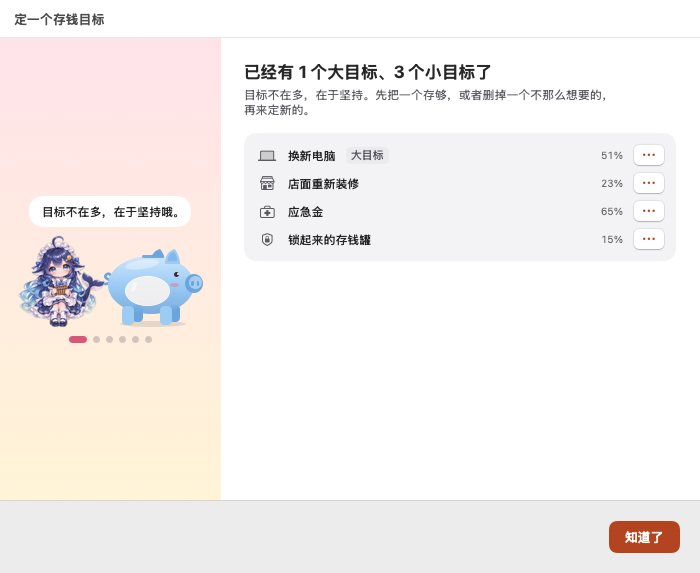 定一个存钱目标
已经有 1 个大目标、3 个小目标了
目标不在多，在于坚持。先把一个存够，或者删掉一个不那么想要的，
再来定新的。
目标不在多，在于坚持哦。
换新电脑 大目标 51%
店面重新装修 23%
应急金 65%
锁起来的存钱罐 15%
知道了